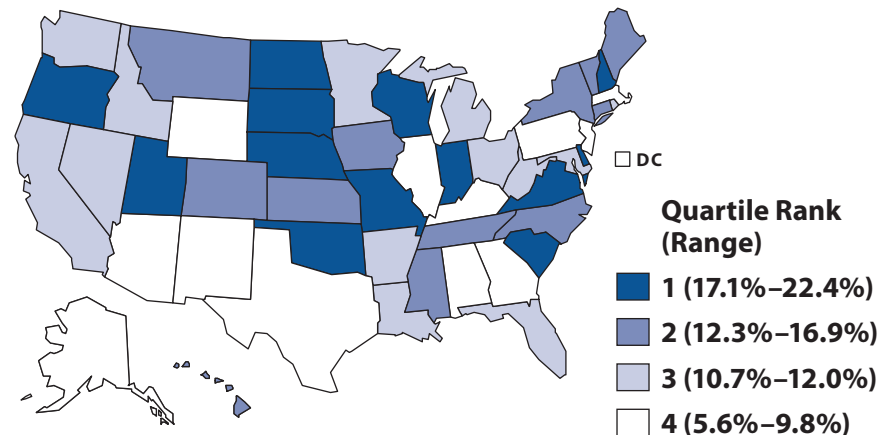 DC
Quartile Rank
(Range)
1 (17.1%–22.4%)
2 (12.3%–16.9%)
3 (10.7%–12.0%)
4 (5.6%–9.8%)